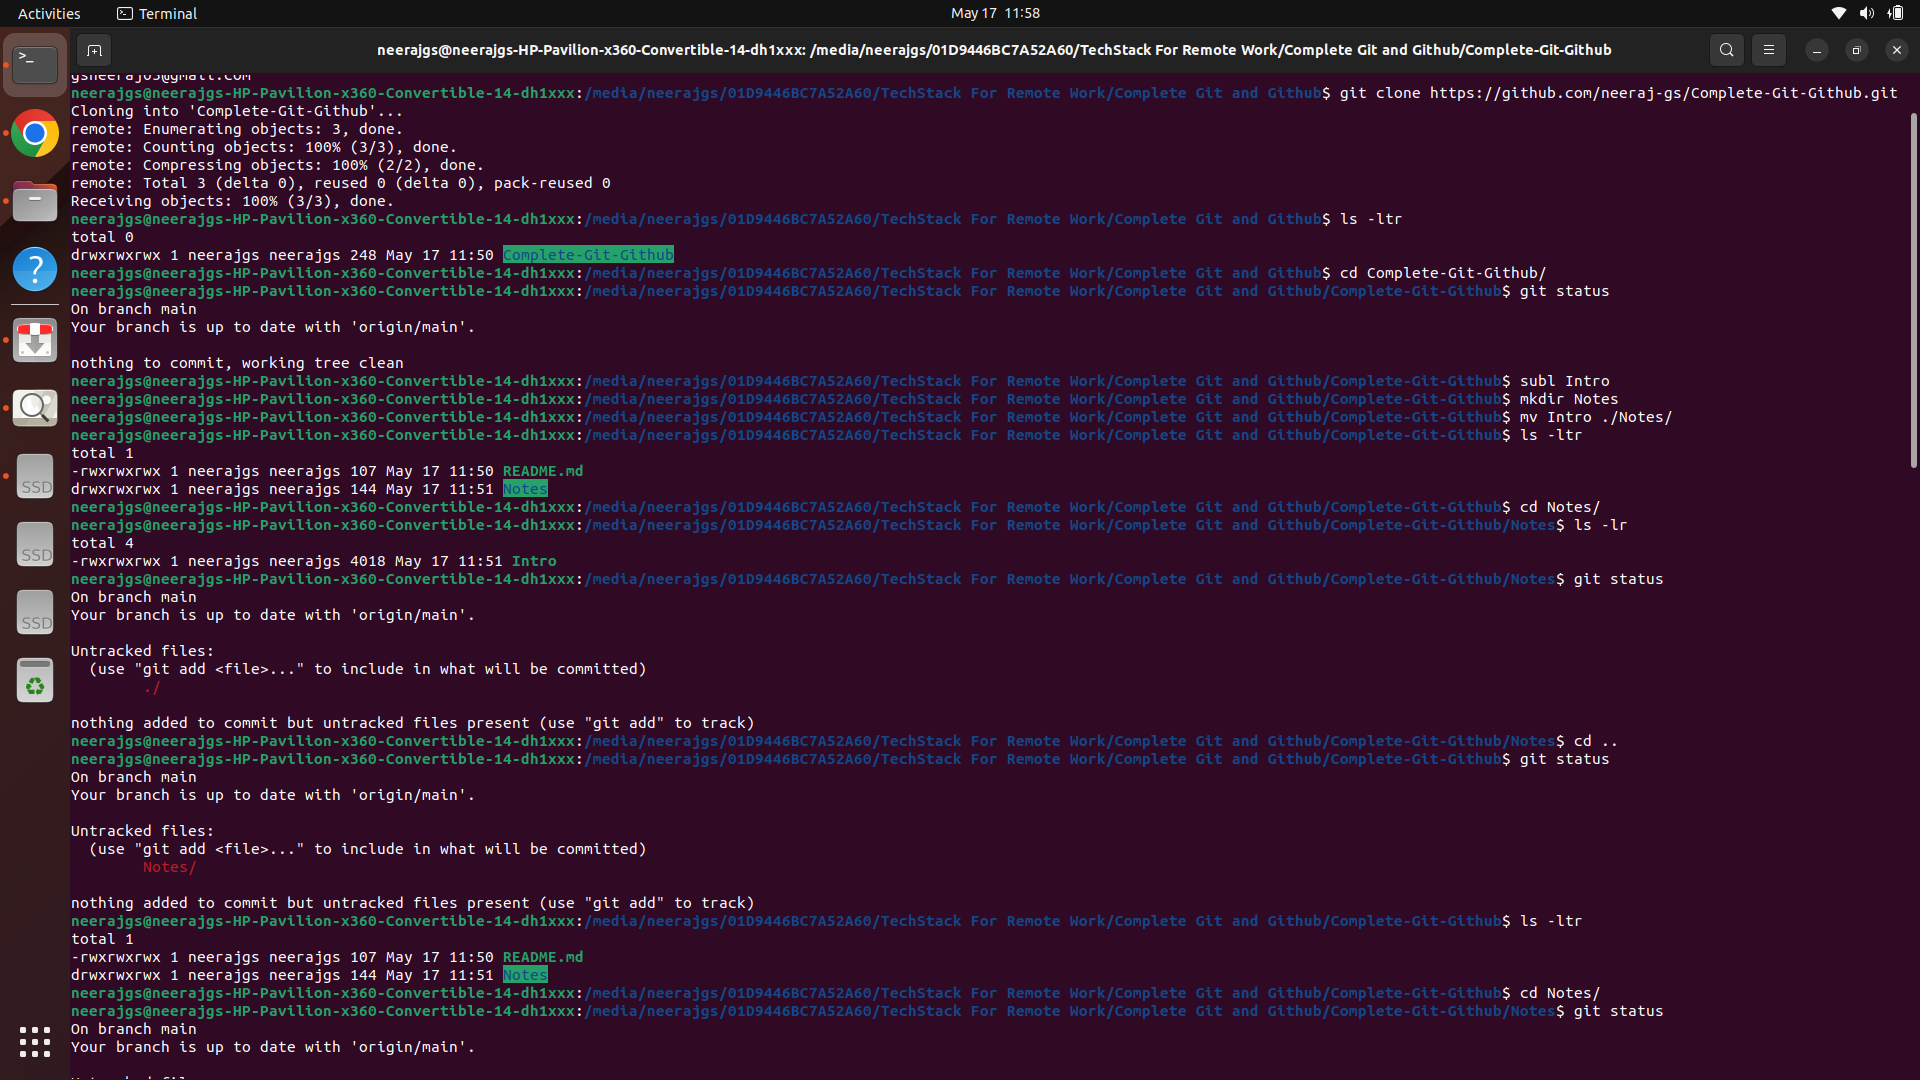 Activities
Terminal
May 17 11:58
neerajgs@neerajgs-HP-Pavilion-x360-Convertible-14-dh1xxx: /media/neerajgs/01D9446BC7A52A60/TechStack For Remote Work/Complete Git and Github/Complete-Git-Github
gsneeraj05@gmail.com
neerajgs@neerajgs-HP-Pavilion-x360-Convertible-14-dh1xxx:/media/neerajgs/01D9446BC7A52A60/TechStack For Remote Work/Complete Git and Github$ git clone https://github.com/neeraj-gs/Complete-Git-Github.git
Cloning into 'Complete-Git-Github'...
remote: Enumerating objects: 3, done.
remote: Counting objects: 100% (3/3), done.
remote: Compressing objects: 100% (2/2), done.
remote: Total 3 (delta 0), reused 0 (delta 0), pack-reused 0
Receiving objects: 100% (3/3), done.
neerajgs@neerajgs-HP-Pavilion-x360-Convertible-14-dh1xxx:/media/neerajgs/01D9446BC7A52A60/TechStack For Remote Work/Complete Git and Github$ ls -ltr
total 0
drwxrwxrwx 1 neerajgs neerajgs 248 May 17 11:50 Complete-Git-Github
neerajgs@neerajgs-HP-Pavilion-x360-Convertible-14-dh1xxx:/media/neerajgs/01D9446BC7A52A60/TechStack For Remote Work/Complete Git and Github$ cd Complete-Git-Github/
neerajgs@neerajgs-HP-Pavilion-x360-Convertible-14-dh1xxx:/media/neerajgs/01D9446BC7A52A60/TechStack For Remote Work/Complete Git and Github/Complete-Git-Github$ git status
On branch main
Your branch is up to date with 'origin/main'.
nothing to commit, working tree clean
neerajgs@neerajgs-HP-Pavilion-x360-Convertible-14-dh1xxx:/media/neerajgs/01D9446BC7A52A60/TechStack For Remote Work/Complete Git and Github/Complete-Git-Github$ subl Intro
neerajgs@neerajgs-HP-Pavilion-x360-Convertible-14-dh1xxx:/media/neerajgs/01D9446BC7A52A60/TechStack For Remote Work/Complete Git and Github/Complete-Git-Github$ mkdir Notes
neerajgs@neerajgs-HP-Pavilion-x360-Convertible-14-dh1xxx:/media/neerajgs/01D9446BC7A52A60/TechStack For Remote Work/Complete Git and Github/Complete-Git-Github$ mv Intro ./Notes/
neerajgs@neerajgs-HP-Pavilion-x360-Convertible-14-dh1xxx:/media/neerajgs/01D9446BC7A52A60/TechStack For Remote Work/Complete Git and Github/Complete-Git-Github$ ls -ltr
total 1
-rwxrwxrwx 1 neerajgs neerajgs 107 May 17 11:50 README.md
drwxrwxrwx 1 neerajgs neerajgs 144 May 17 11:51 Notes
neerajgs@neerajgs-HP-Pavilion-x360-Convertible-14-dh1xxx:/media/neerajgs/01D9446BC7A52A60/TechStack For Remote Work/Complete Git and Github/Complete-Git-Github$ cd Notes/
neerajgs@neerajgs-HP-Pavilion-x360-Convertible-14-dh1xxx:/media/neerajgs/01D9446BC7A52A60/TechStack For Remote Work/Complete Git and Github/Complete-Git-Github/Notes$ ls -lr
total 4
-rwxrwxrwx 1 neerajgs neerajgs 4018 May 17 11:51 Intro
neerajgs@neerajgs-HP-Pavilion-x360-Convertible-14-dh1xxx:/media/neerajgs/01D9446BC7A52A60/TechStack For Remote Work/Complete Git and Github/Complete-Git-Github/Notes$ git status
On branch main
Your branch is up to date with 'origin/main'.
Untracked files:
(use "git add <file>..." to include in what will be committed)
./
nothing added to commit but untracked files present (use "git add" to track)
neerajgs@neerajgs-HP-Pavilion-x360-Convertible-14-dh1xxx:/media/neerajgs/01D9446BC7A52A60/TechStack For Remote Work/Complete Git and Github/Complete-Git-Github/Notes$ cd ..
neerajgs@neerajgs-HP-Pavilion-x360-Convertible-14-dh1xxx:/media/neerajgs/01D9446BC7A52A60/TechStack For Remote Work/Complete Git and Github/Complete-Git-Github$ git status
On branch main
Your branch is up to date with 'origin/main'.
Untracked files:
(use "git add <file>..." to include in what will be committed)
Notes/
nothing added to commit but untracked files present (use "git add" to track)
neerajgs@neerajgs-HP-Pavilion-x360-Convertible-14-dh1xxx:/media/neerajgs/01D9446BC7A52A60/TechStack For Remote Work/Complete Git and Github/Complete-Git-Github$ ls -ltr
total 1
-rwxrwxrwx 1 neerajgs neerajgs 107 May 17 11:50 README.md
drwxrwxrwx 1 neerajgs neerajgs 144 May 17 11:51 Notes
neerajgs@neerajgs-HP-Pavilion-x360-Convertible-14-dh1xxx:/media/neerajgs/01D9446BC7A52A60/TechStack For Remote Work/Complete Git and Github/Complete-Git-Github$ cd Notes/
neerajgs@neerajgs-HP-Pavilion-x360-Convertible-14-dh1xxx:/media/neerajgs/01D9446BC7A52A60/TechStack For Remote Work/Complete Git and Github/Complete-Git-Github/Notes$ git status
On branch main
Your branch is up to date with 'origin/main'.
SSD
SSD
SSD